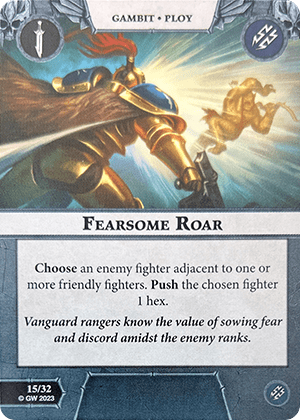 GAMBIT • PLOY
FEARSOME ROAR
Choose an enemy fighter adjacent to one or
more friendly fighters. Push the chosen fighter
1 hex.
Vanguard rangers know the value of sowing fear
and discord amidst the enemy ranks.
15/32
© GW 2023